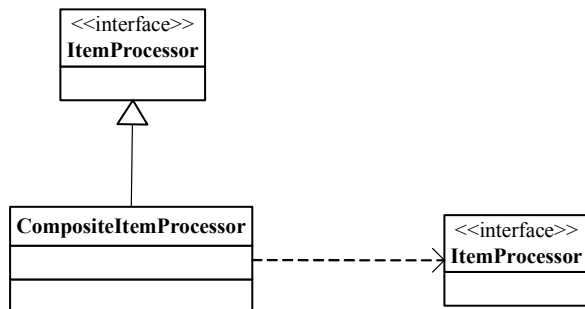 <<interface>>
ItemProcessor
CompositeItemProcessor
<<interface>>
ItemProcessor